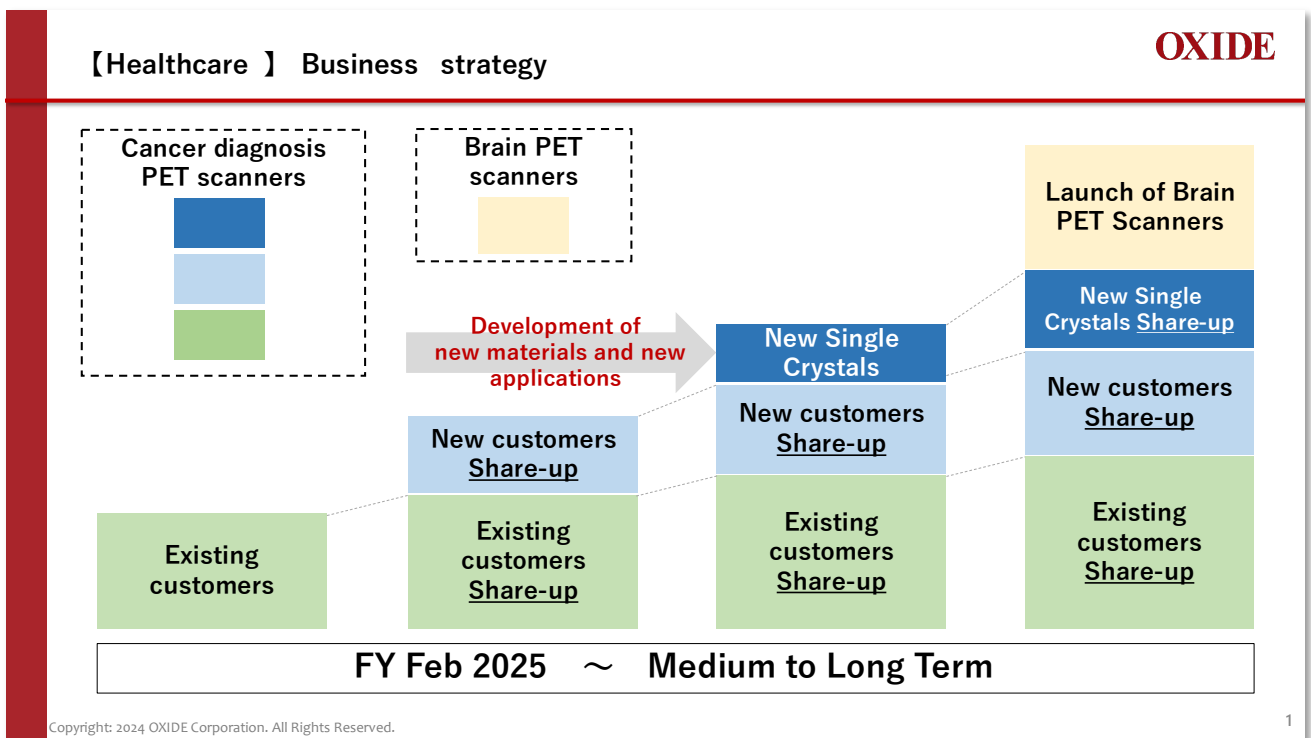 【Healthcare 】 Business strategy
OXIDE
Cancer diagnosis
PET scanners
Brain PET
scanners
Development of
new materials and new
applications
Existing
customers
New customers
Share-up
Existing
customers
Share-up
New Single
Crystals
New customers
Share-up
Existing
customers
Share-up
Launch of Brain
PET Scanners
New Single
Crystals Share-up
New customers
Share-up
Existing
customers
Share-up
FY Feb 2025 ～ Medium to Long Term
Copyright: 2024 OXIDE Corporation. All Rights Reserved.
1